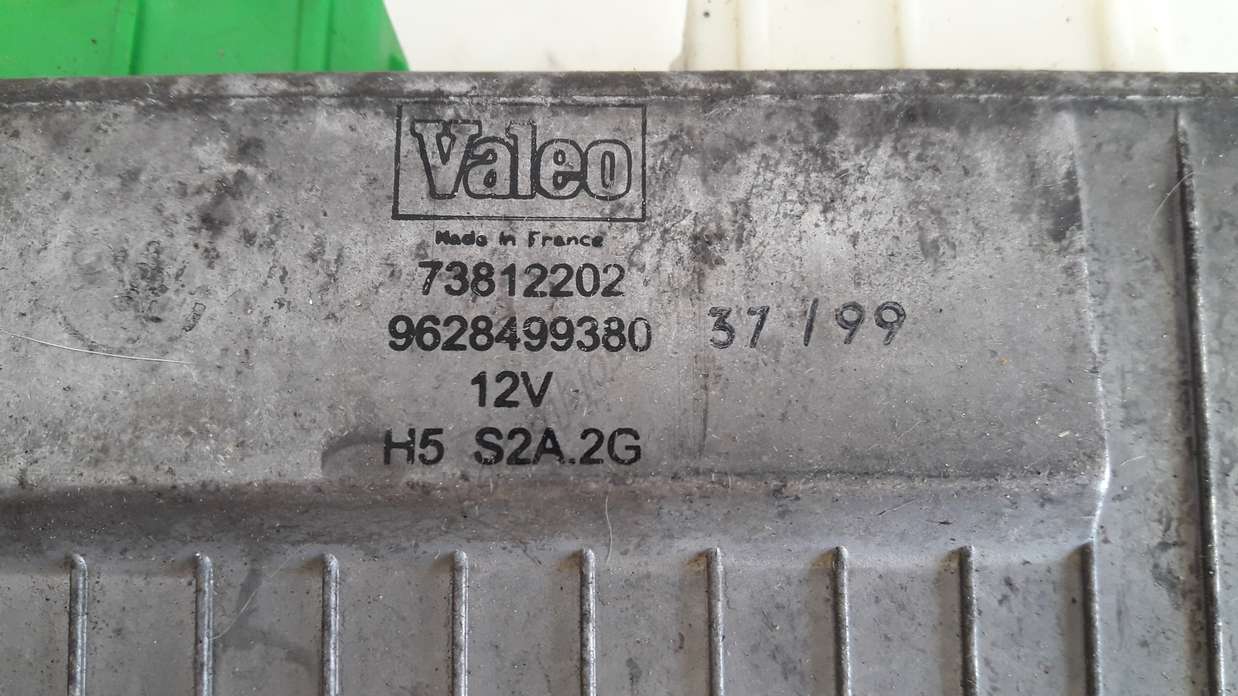 Valeo
Made in France
73812202
9628499380 37/99
12V
H5 S2A.2G